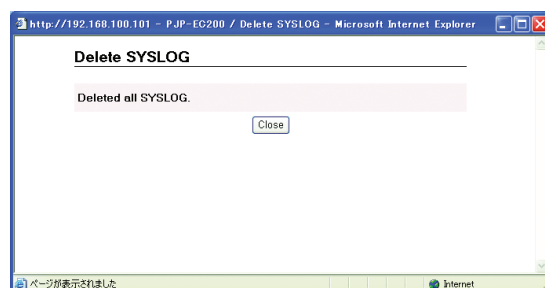 http://192.168.100.101 - PJP-EC200 / Delete SYSLOG - Microsoft Internet Explorer
Delete SYSLOG
Deleted all SYSLOG.
Close
ページが表示されました
Internet